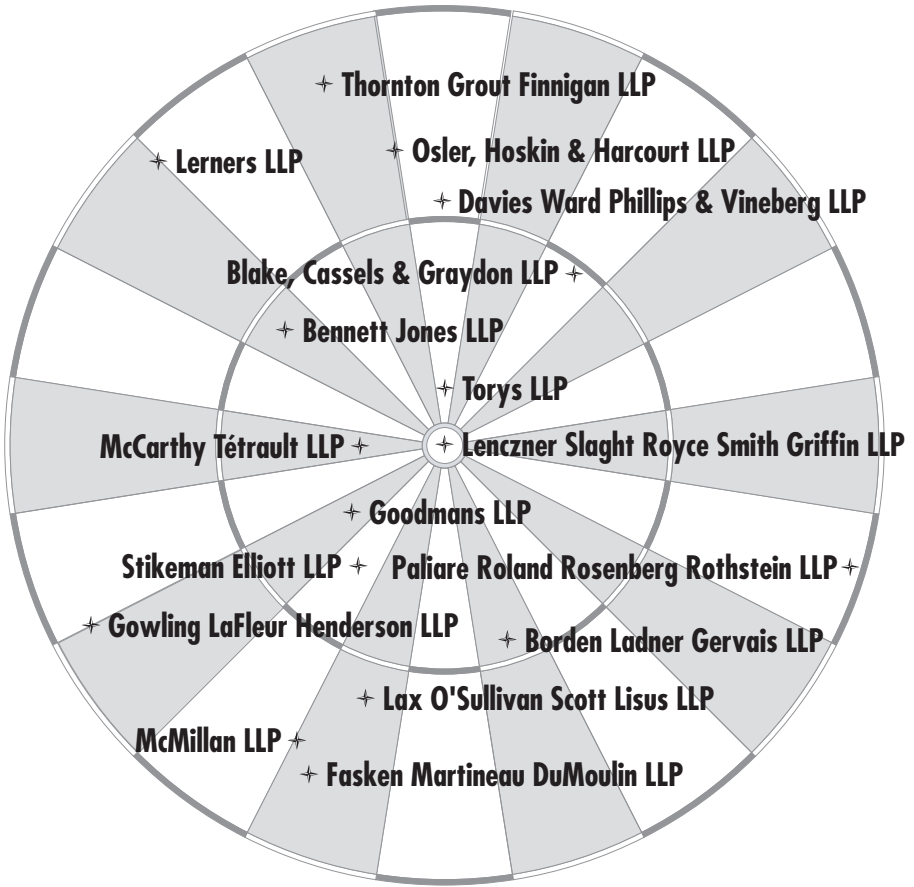 Thornton Grout Finnigan LLP
Osler, Hoskin & Harcourt LLP
Lerners LLP
Davies Ward Phillips & Vineberg LLP
Blake, Cassels & Graydon LLP
Bennett Jones LLP
Torys LLP
McCarthy Tétrault LLP
Lenczner Slaght Royce Smith Griffin LLP
Goodmans LLP
Stikeman Elliott LLP
Paliare Roland Rosenberg Rothstein LLP
Gowling LaFleur Henderson LLP
Borden Ladner Gervais LLP
Lax O'Sullivan Scott Lisus LLP
McMillan LLP
Fasken Martineau DuMoulin LLP